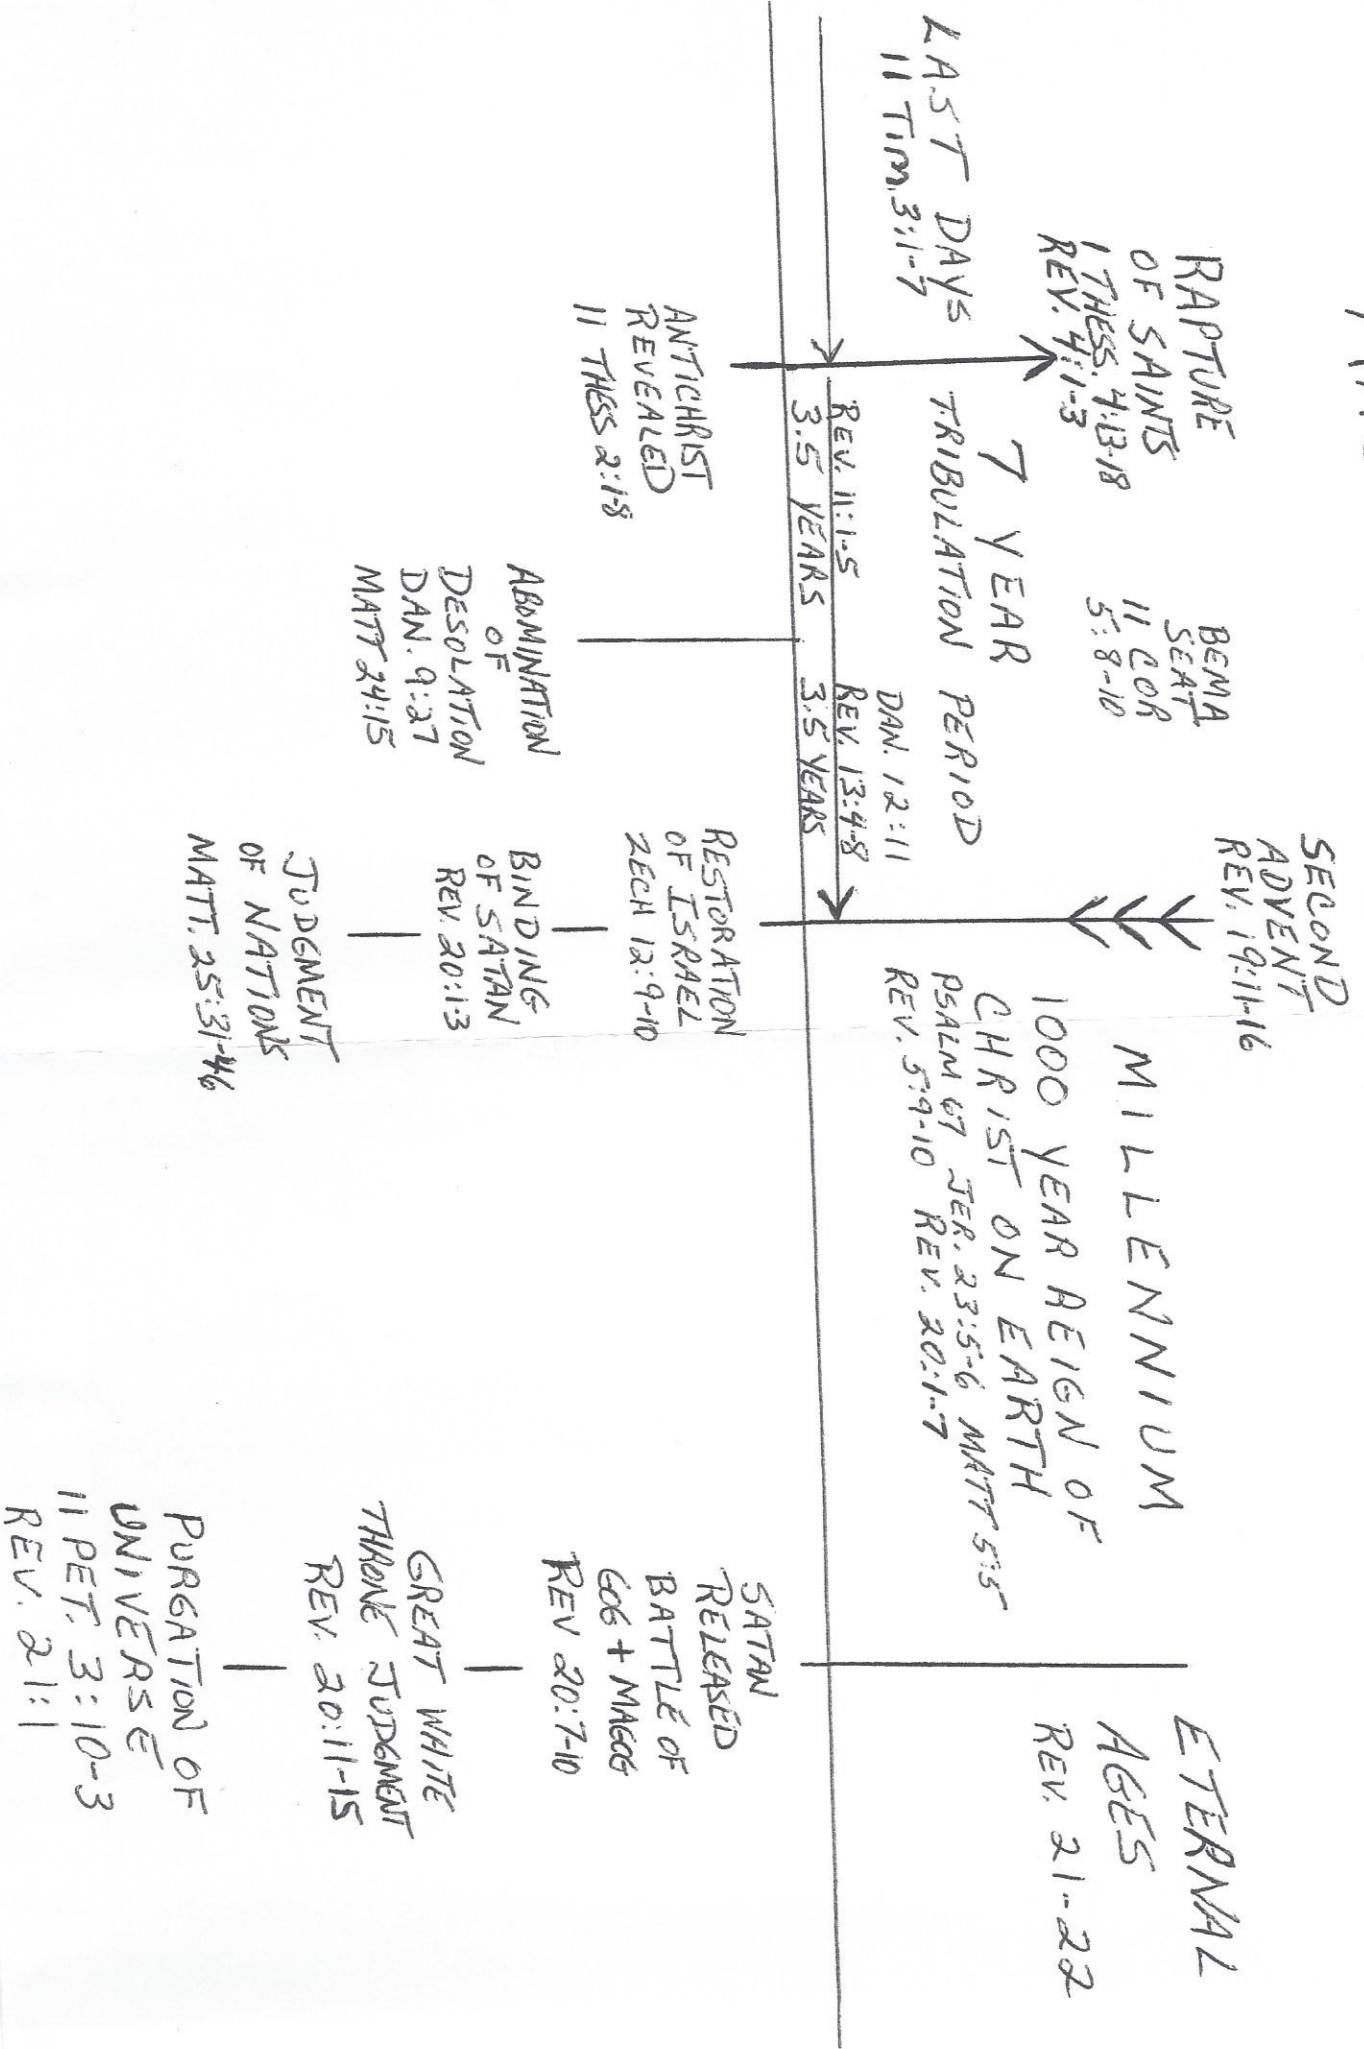 RAPTURE
OF SAINTS
1 THESS. 4:13-18
REV. 4:1-3
BEMA
SEAT
11 COR
5:8-10
SECOND
ADVENT
REV. 19:11-16
MILLENNIUM
1000 YEAR REIGN OF
CHRIST ON EARTH
PSALM 67 JER. 23:5-6 MATT 5:5
REV. 5:9-10 REV. 20:1-7
ETERNAL
AGES
REV. 21-22
LAST DAYS
11 TIM. 3:1-7
7 YEAR
TRIBULATION PERIOD
REV. 11:1-5
3.5 YEARS
DAN. 12:11
REV. 13:4-8
3.5 YEARS
ANTICHRIST
REVEALED
11 THESS 2:1-8
ABOMINATION
OF
DESOLATION
DAN. 9:27
MATT 24:15
RESTORATION
OF ISRAEL
ZECH 12:9-10
BINDING
OF SATAN
REV. 20:1-3
JUDGMENT
OF NATIONS
MATT. 25:31-46
SATAN
RELEASED
BATTLE OF
GOG + MAGOG
REV 20:7-10
GREAT WHITE
THRONE JUDGMENT
REV. 20:11-15
PURGATION OF
UNIVERSE
11 PET. 3:10-3
REV. 21:1